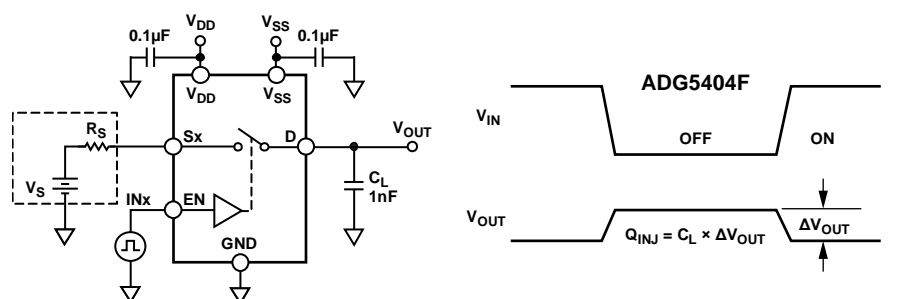 V_DD V_SS
0.1µF 0.1µF
V_DD V_SS
R_S Sx D V_OUT
V_S
INx EN
C_L
1nF
GND
ADG5404F
V_IN
OFF ON
V_OUT
Q_INJ = C_L × ΔV_OUT
ΔV_OUT